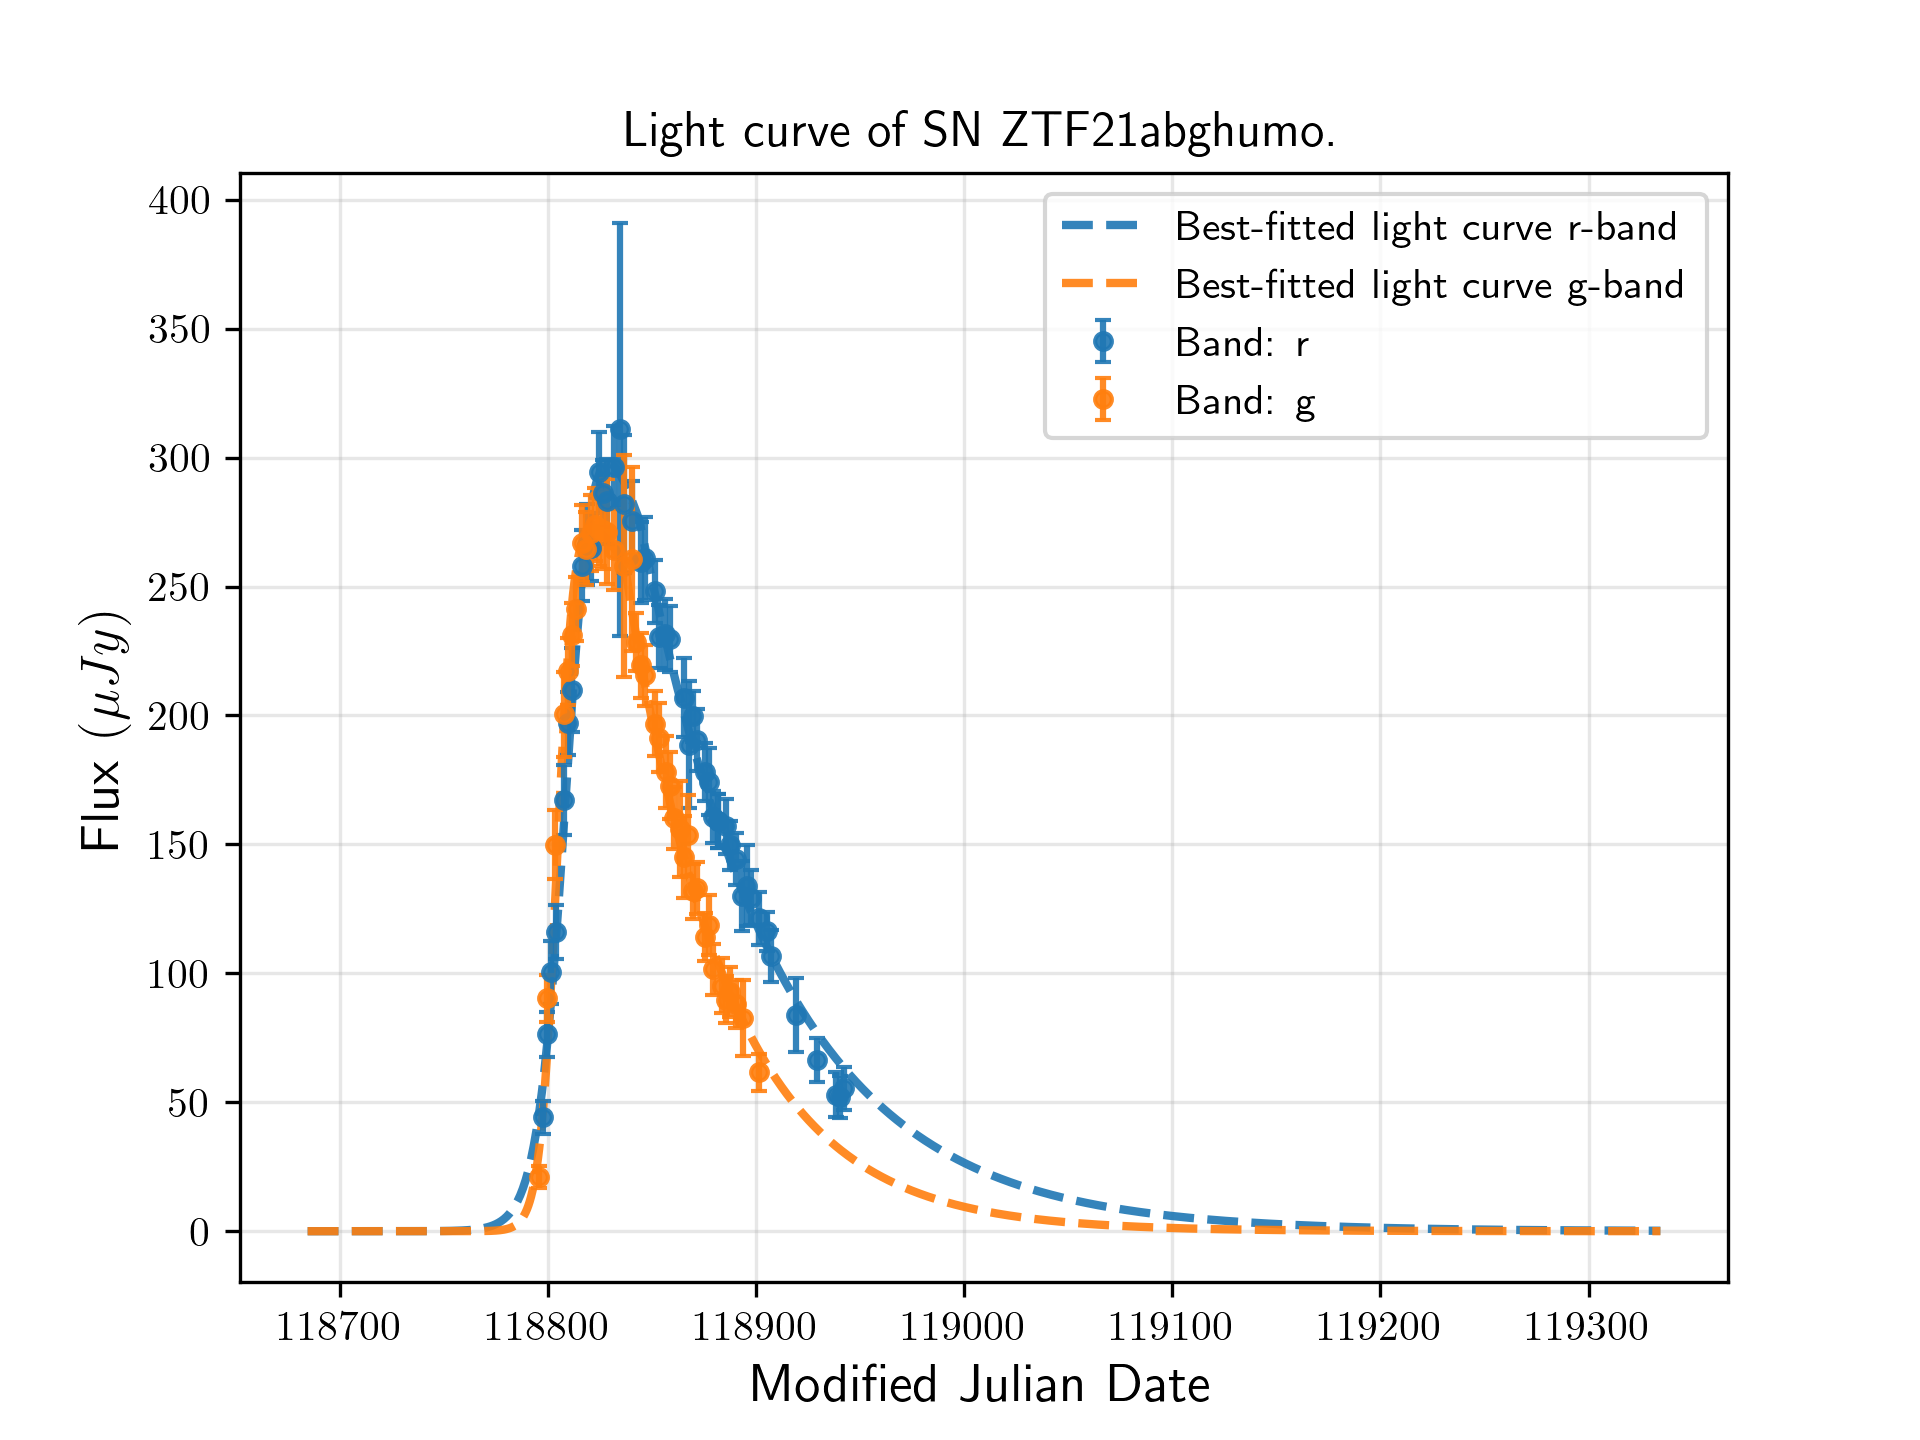 Light curve of SN ZTF21abghumo.
400
350
300
250
200
150
100
50
0
Flux (μJy)
Best-fitted light curve r-band
Best-fitted light curve g-band
Band: r
Band: g
118700 118800 118900 119000 119100 119200 119300
Modified Julian Date